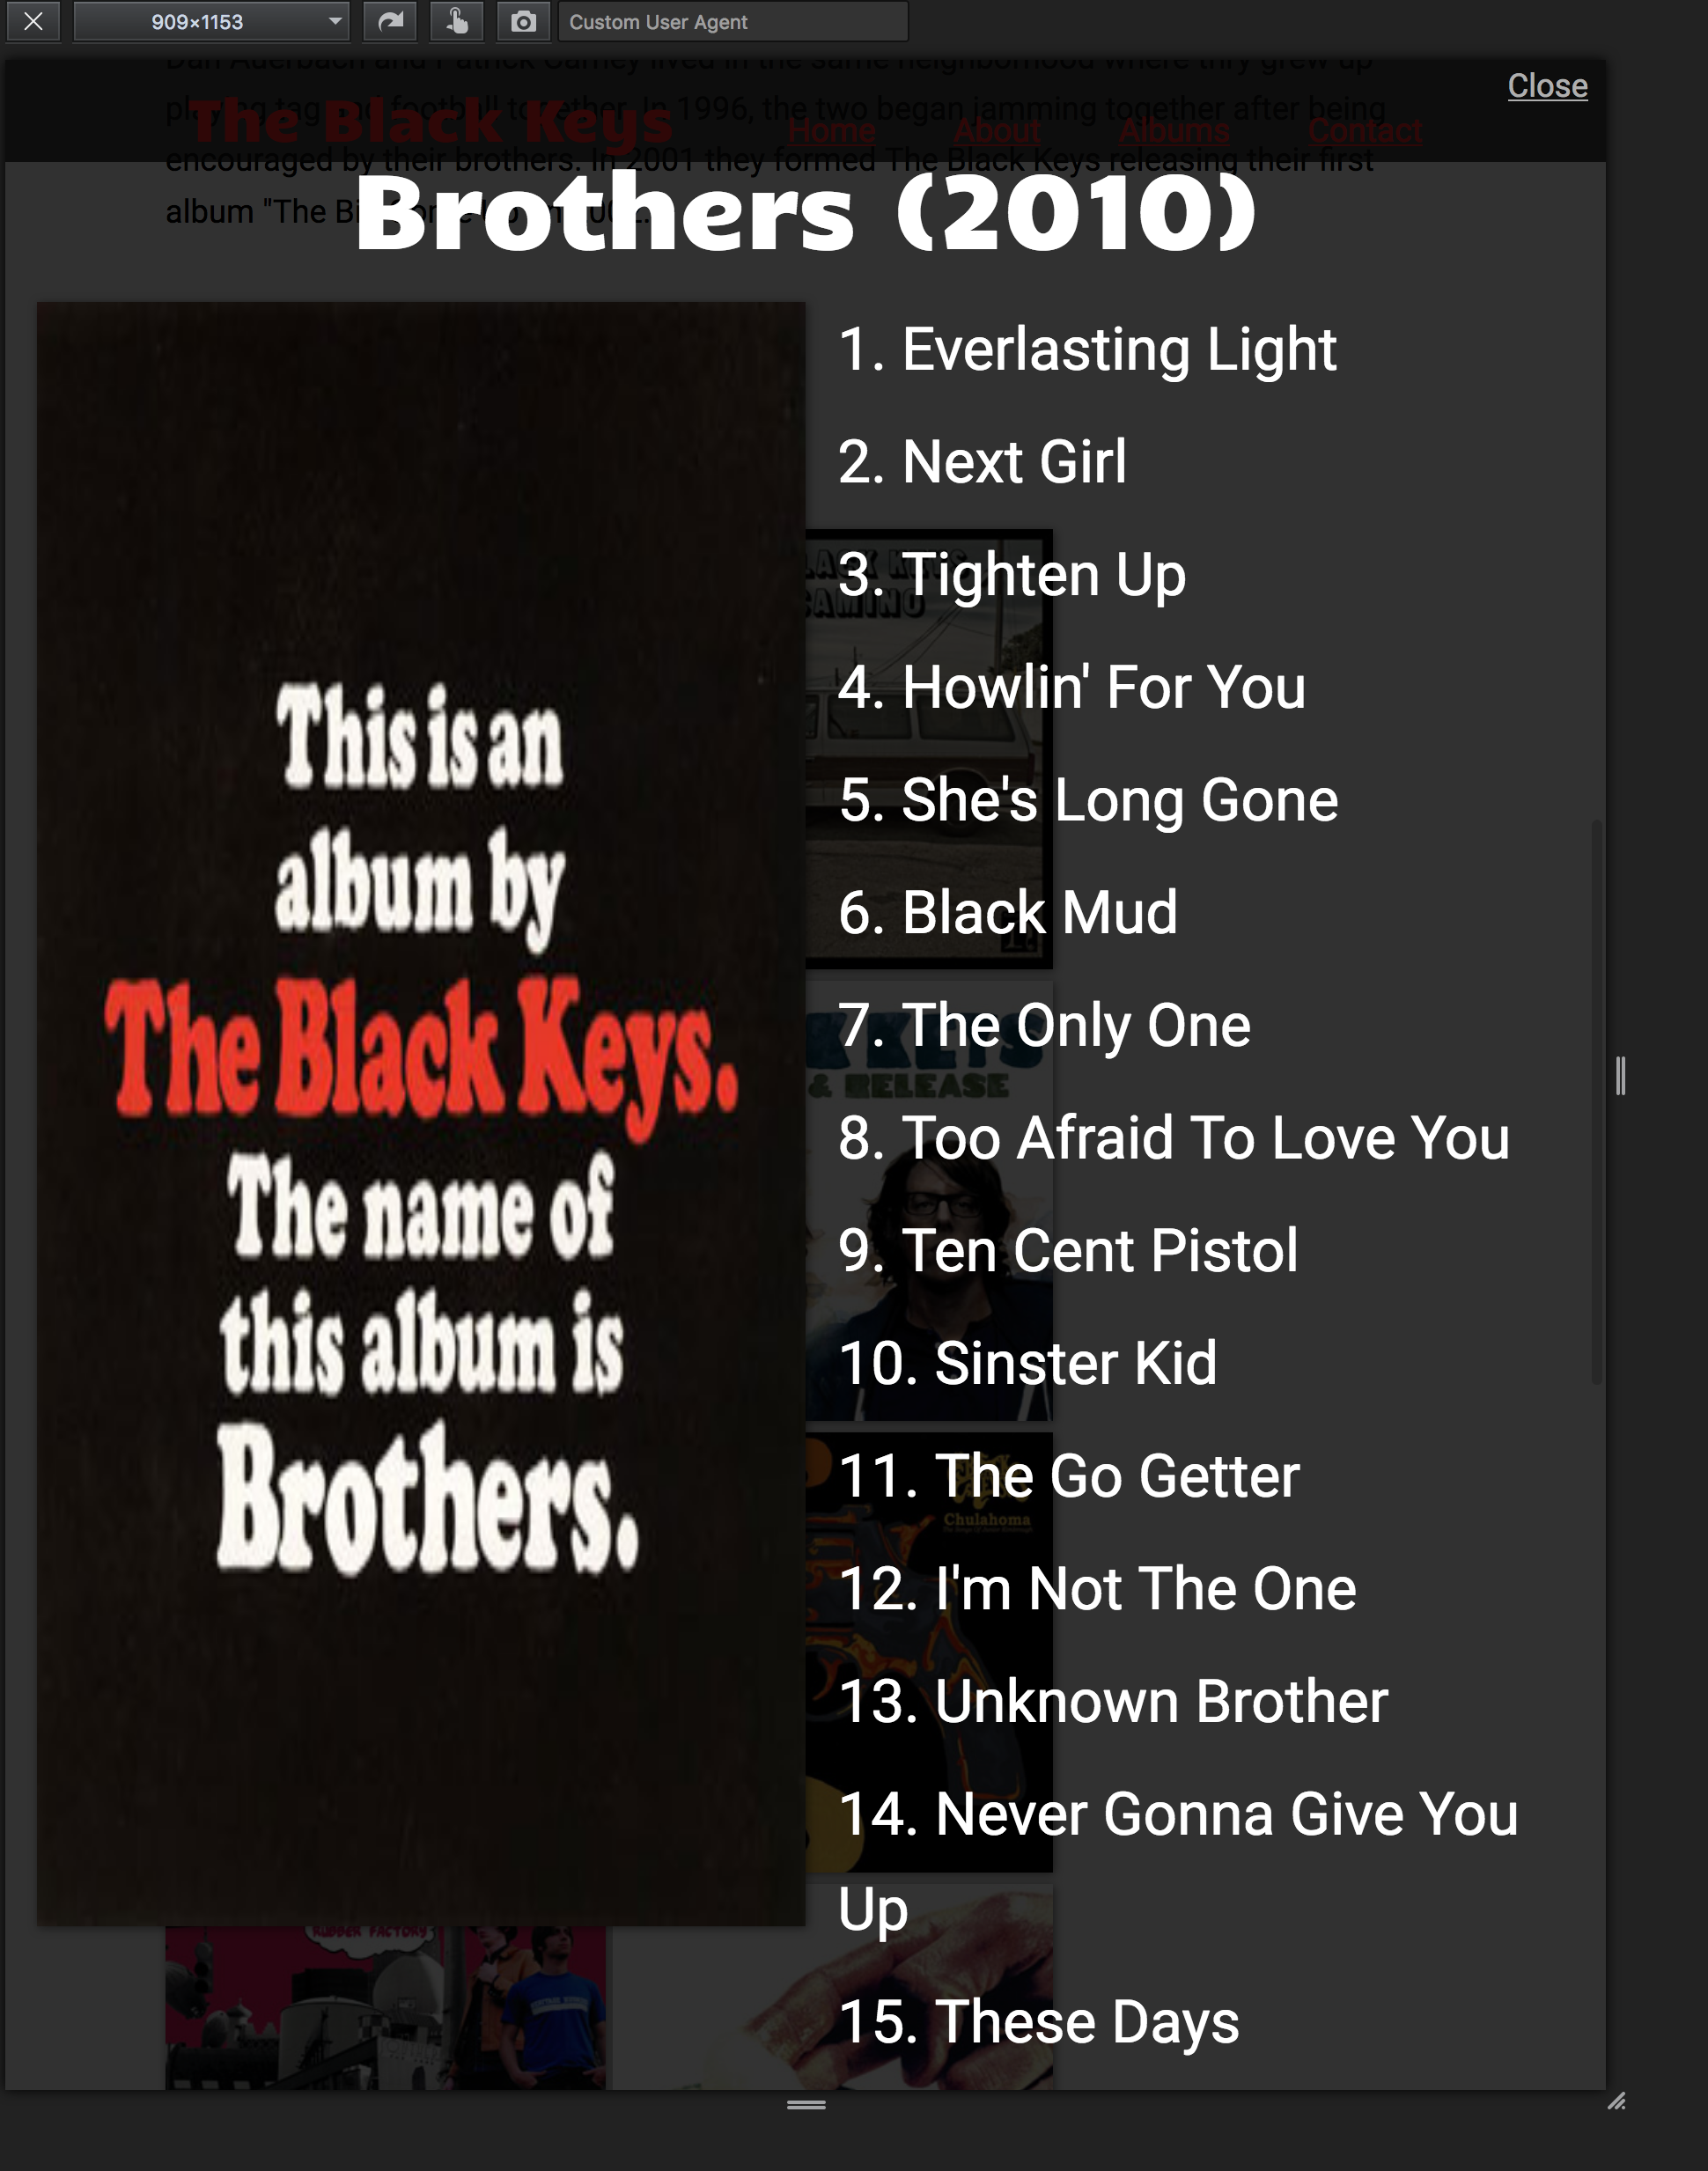 909×1153
Custom User Agent
Dan Auerbach and Patrick Carney lived in the same neighborhood where thry grew up
Close
playing tag and football together. In 1996, the two began jamming together after being
The Black Keys
Home About Albums Contact
encouraged by their brothers. In 2001 they formed The Black Keys releasing their first
album "The Big
Brothers (2010)
This is an
album by
The Black Keys.
The name of
this album is
Brothers.
1. Everlasting Light
2. Next Girl
3. Tighten Up
4. Howlin' For You
5. She's Long Gone
6. Black Mud
7. The Only One
8. Too Afraid To Love You
9. Ten Cent Pistol
10. Sinster Kid
11. The Go Getter
12. I'm Not The One
13. Unknown Brother
14. Never Gonna Give You
Up
15. These Days
& RELEASE
Chulahoma
RUBBER FACTORY